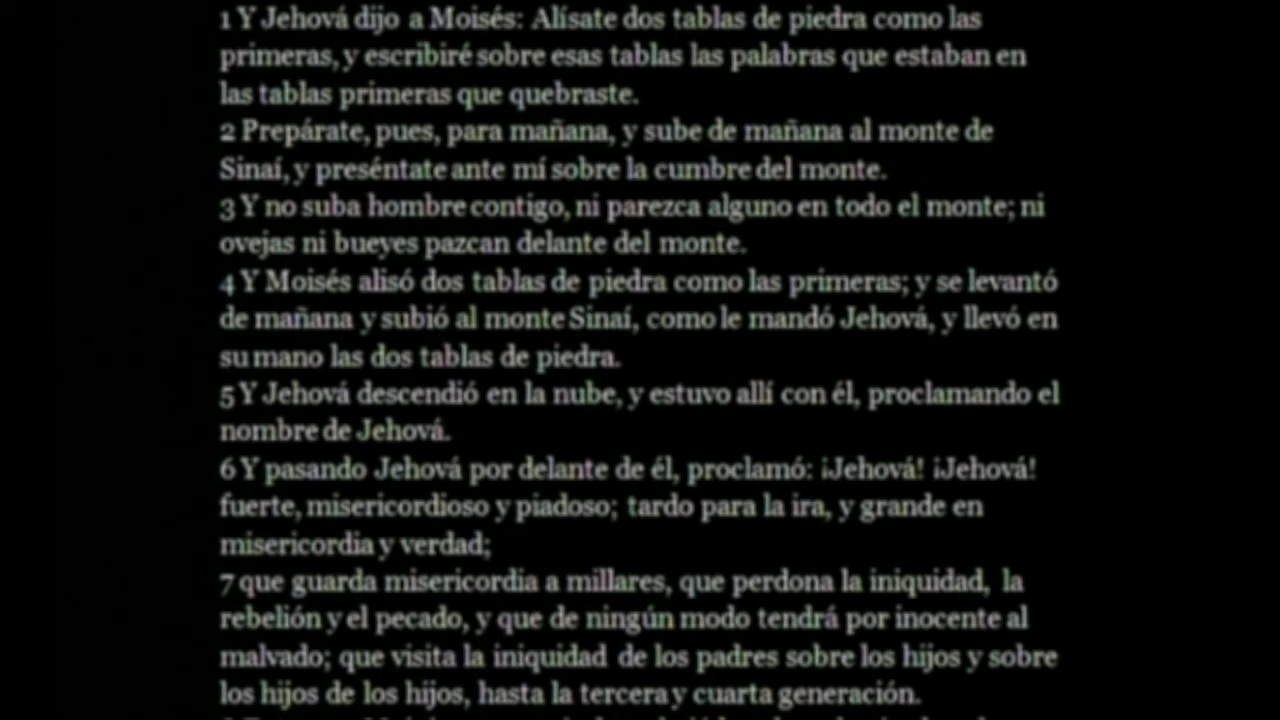 1 Y Jehová dijo a Moisés: Alísate dos tablas de piedra como las
primeras, y escribiré sobre esas tablas las palabras que estaban en
las tablas primeras que quebraste.
2 Prepárate, pues, para mañana, y sube de mañana al monte de
Sinaí, y preséntate ante mí sobre la cumbre del monte.
3 Y no suba hombre contigo, ni parezca alguno en todo el monte; ni
ovejas ni bueyes pazcan delante del monte.
4 Y Moisés alisó dos tablas de piedra como las primeras; y se levantó
de mañana y subió al monte Sinaí, como le mandó Jehová, y llevó en
su mano las dos tablas de piedra.
5 Y Jehová descendió en la nube, y estuvo allí con él, proclamando el
nombre de Jehová.
6 Y pasando Jehová por delante de él, proclamó: ¡Jehová! ¡Jehová!
fuerte, misericordioso y piadoso; tardo para la ira, y grande en
misericordia y verdad;
7 que guarda misericordia a millares, que perdona la iniquidad, la
rebelión y el pecado, y que de ningún modo tendrá por inocente al
malvado; que visita la iniquidad de los padres sobre los hijos y sobre
los hijos de los hijos, hasta la tercera y cuarta generación.